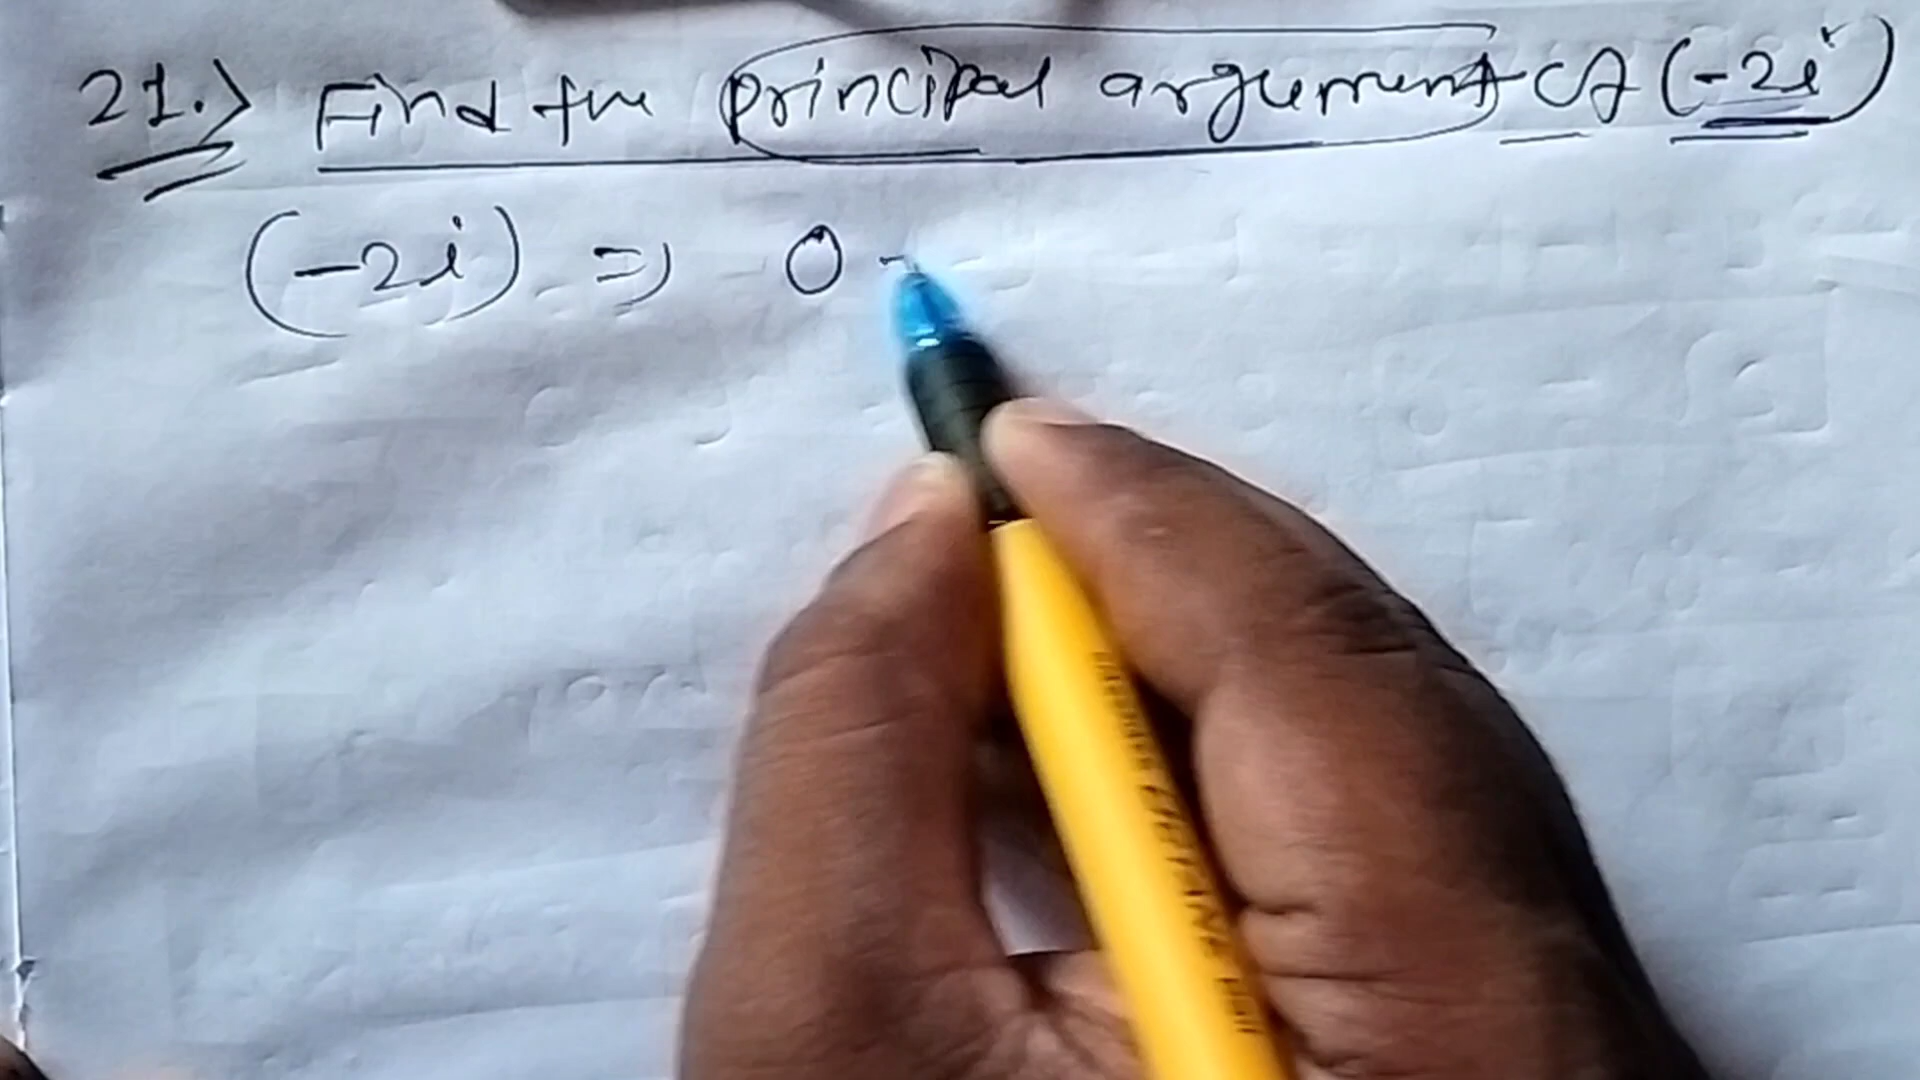 21.> Find the principal argument of (-2i)
(-2i) => 0 -